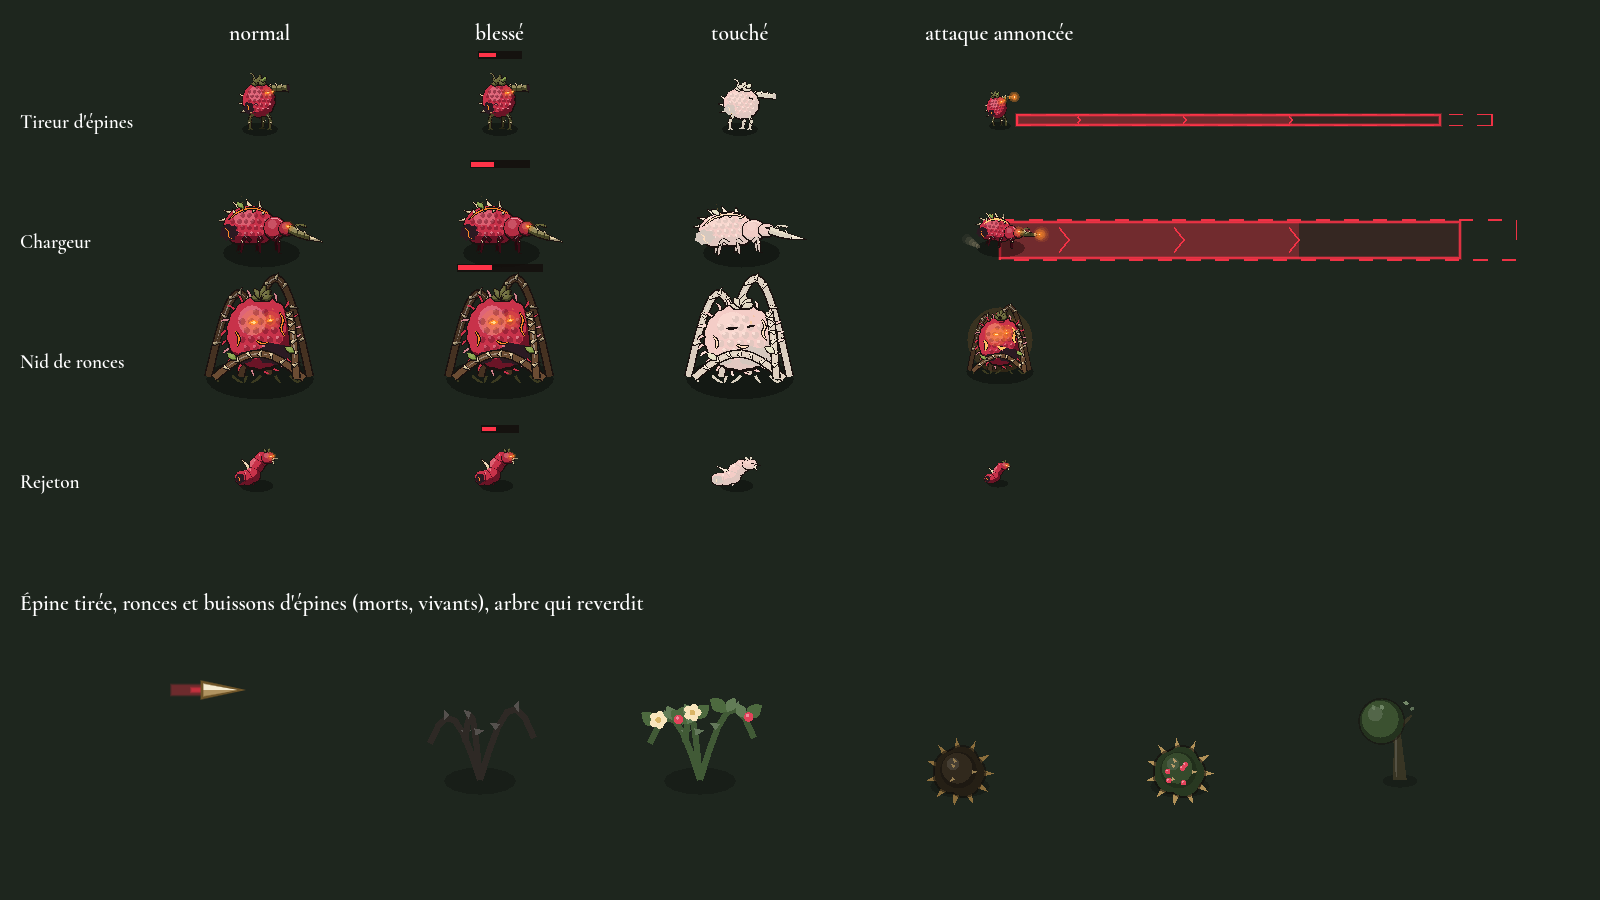 normal
blessé
touché
attaque annoncée
Tireur d'épines
Chargeur
Nid de ronces
Rejeton
Épine tirée, ronces et buissons d'épines (morts, vivants), arbre qui reverdit